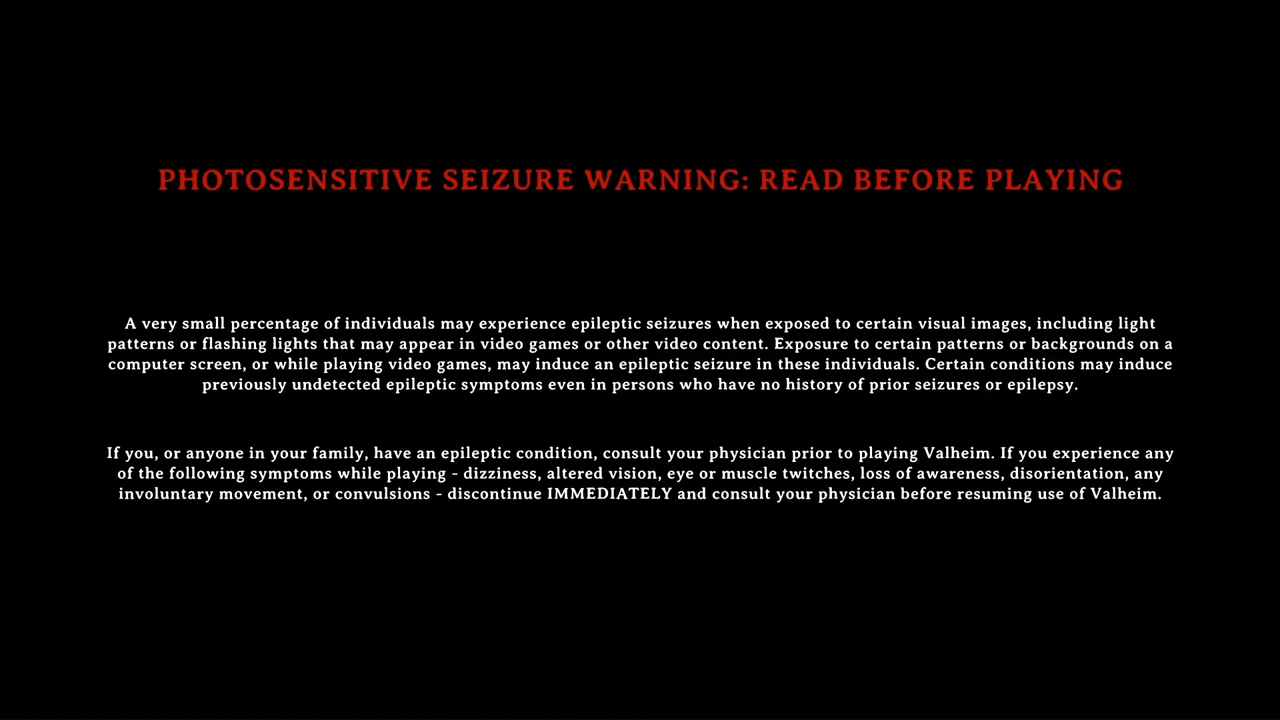 PHOTOSENSITIVE SEIZURE WARNING: READ BEFORE PLAYING
A very small percentage of individuals may experience epileptic seizures when exposed to certain visual images, including light
patterns or flashing lights that may appear in video games or other video content. Exposure to certain patterns or backgrounds on a
computer screen, or while playing video games, may induce an epileptic seizure in these individuals. Certain conditions may induce
previously undetected epileptic symptoms even in persons who have no history of prior seizures or epilepsy.
If you, or anyone in your family, have an epileptic condition, consult your physician prior to playing Valheim. If you experience any
of the following symptoms while playing - dizziness, altered vision, eye or muscle twitches, loss of awareness, disorientation, any
involuntary movement, or convulsions - discontinue IMMEDIATELY and consult your physician before resuming use of Valheim.